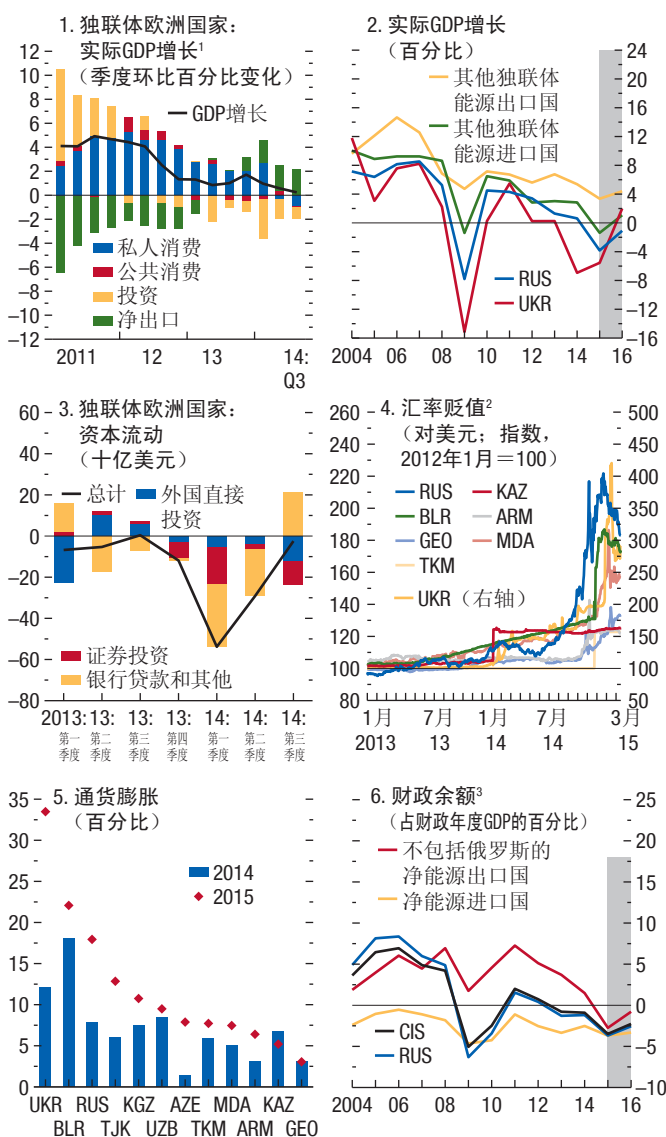 1. 独联体欧洲国家：
实际GDP增长¹
（季度环比百分比变化）
GDP增长
私人消费
公共消费
投资
净出口
12
10
8
6
4
2
0
–2
–4
–6
–8
–10
–12
2011 12 13 14:
Q3
2. 实际GDP增长
（百分比）
其他独联体
能源出口国
其他独联体
能源进口国
RUS
UKR
24
20
16
12
8
4
0
–4
–8
–12
–16
2004 06 08 10 12 14 16
3. 独联体欧洲国家：
资本流动
（十亿美元）
总计
外国直接
投资
证券投资
银行贷款和其他
60
40
20
0
–20
–40
–60
–80
2013: 13: 13: 13: 14: 14: 14:
第一 第二 第三 第四 第一 第二 第三
季度 季度 季度 季度 季度 季度 季度
4. 汇率贬值²
（对美元；指数，
2012年1月＝100）
RUS KAZ
BLR ARM
GEO MDA
TKM
UKR（右轴）
260
240
220
200
180
160
140
120
100
80
500
450
400
350
300
250
200
150
100
50
1月 7月 1月 7月 3月
2013 13 14 14 15
5. 通货膨胀
（百分比）
2014
2015
35
30
25
20
15
10
5
0
UKR RUS KGZ AZE MDA KAZ
BLR TJK UZB TKM ARM GEO
6. 财政余额³
（占财政年度GDP的百分比）
不包括俄罗斯的
净能源出口国
净能源进口国
CIS
RUS
25
20
15
10
5
0
–5
–10
2004 06 08 10 12 14 16